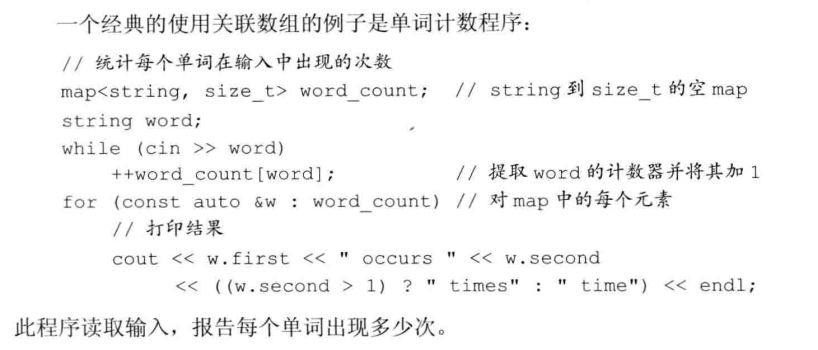 一个经典的使用关联数组的例子是单词计数程序：
// 统计每个单词在输入中出现的次数
map<string, size_t> word_count; // string到size_t的空map
string word;
while (cin >> word)
++word_count[word]; // 提取word的计数器并将其加1
for (const auto &w : word_count) // 对map中的每个元素
// 打印结果
cout << w.first << " occurs " << w.second
<< ((w.second > 1) ? " times" : " time") << endl;
此程序读取输入，报告每个单词出现多少次。